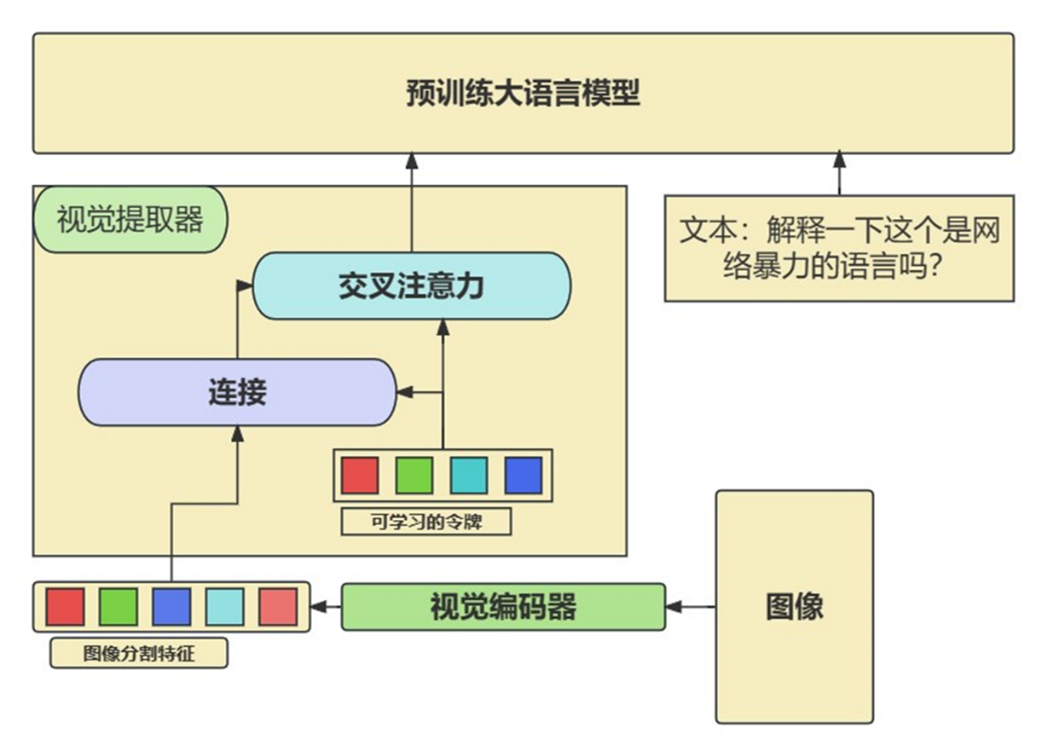 预训练大语言模型
视觉提取器
文本：解释一下这个是网
络暴力的语言吗？
交叉注意力
连接
可学习的令牌
视觉编码器
图像
图像分割特征